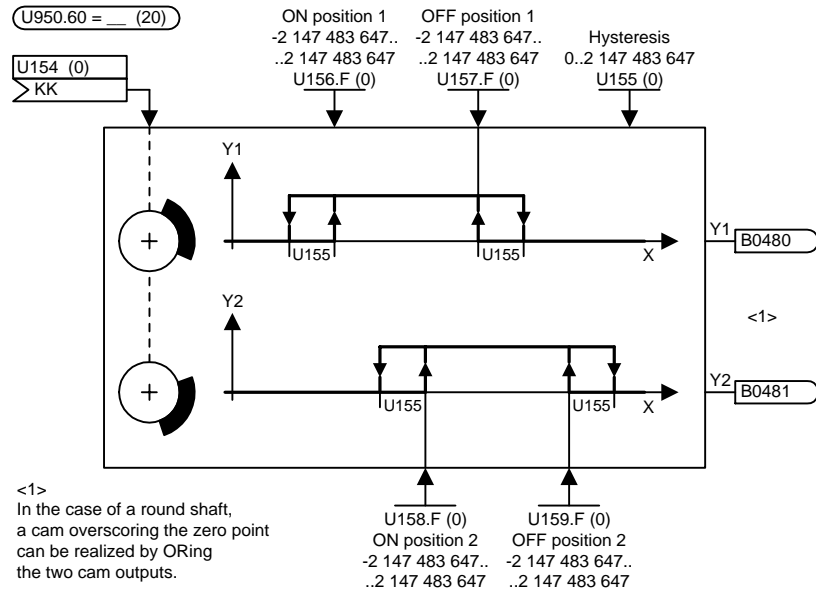 U950.60 = __ (20)
ON position 1
-2 147 483 647..
..2 147 483 647
U156.F (0)
OFF position 1
-2 147 483 647..
..2 147 483 647
U157.F (0)
Hysteresis
0..2 147 483 647
U155 (0)
U154 (0)
KK
Y1
U155
U155
X
Y1
B0480
<1>
Y2
U155
U155
X
Y2
B0481
<1>
In the case of a round shaft,
a cam overscoring the zero point
can be realized by ORing
the two cam outputs.
U158.F (0)
ON position 2
-2 147 483 647..
..2 147 483 647
U159.F (0)
OFF position 2
-2 147 483 647..
..2 147 483 647